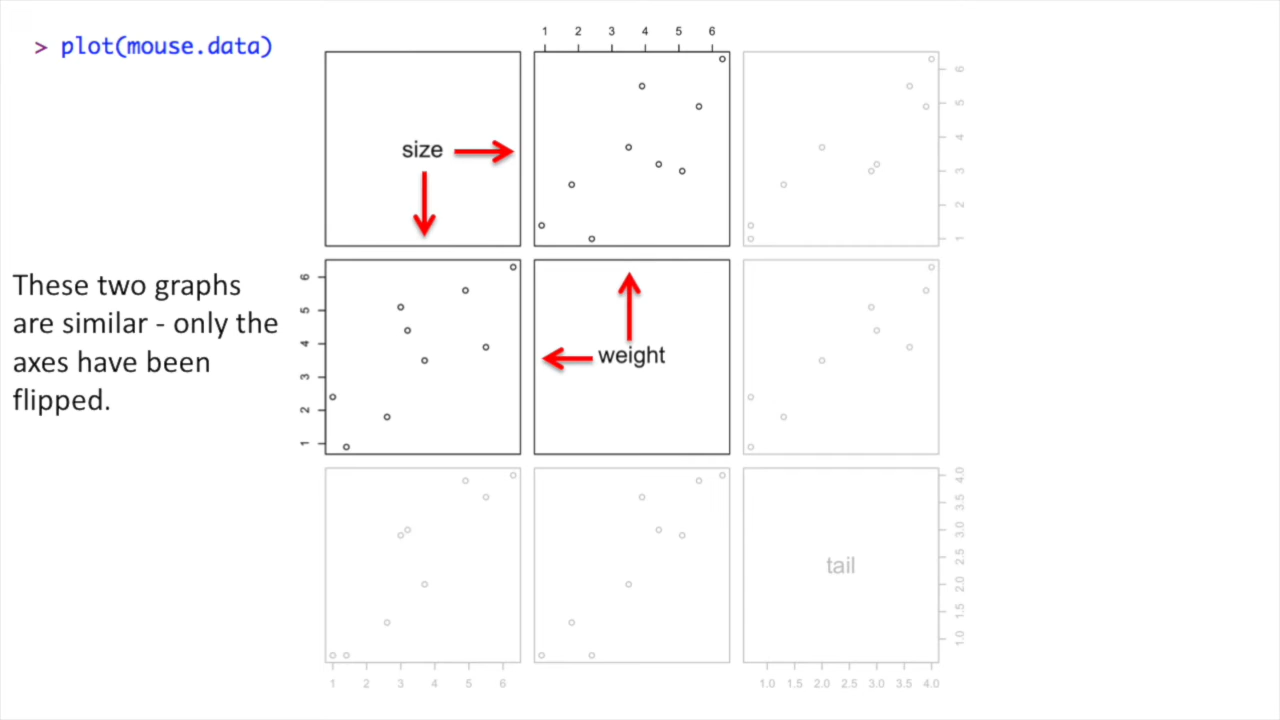 > plot(mouse.data)
1 2 3 4 5 6
size
6
5
4
3
2
1
These two graphs
are similar - only the
axes have been
flipped.
6
5
4
3
2
1
weight
tail
4.0
3.5
3.0
2.5
2.0
1.5
1.0
1 2 3 4 5 6
1.0 1.5 2.0 2.5 3.0 3.5 4.0